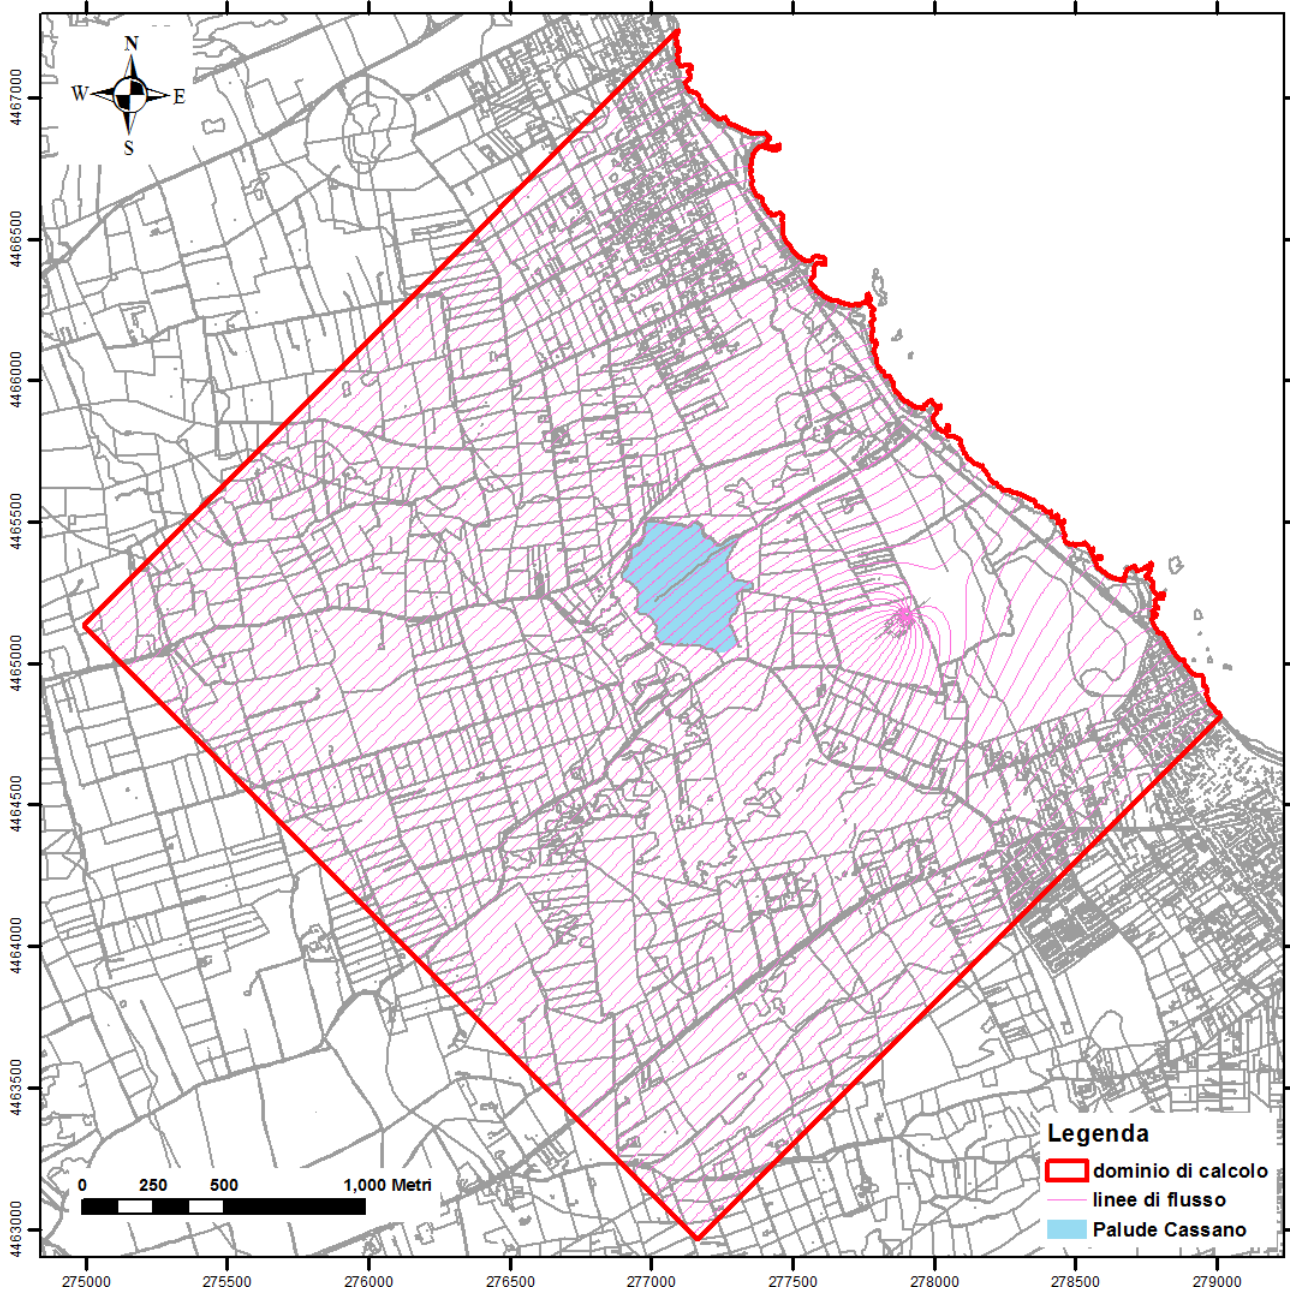 N
W E
S
4467000
4466500
4466000
4465500
4465000
4464500
4464000
4463500
4463000
0 250 500 1,000 Metri
Legenda
dominio di calcolo
linee di flusso
Palude Cassano
275000 275500 276000 276500 277000 277500 278000 278500 279000